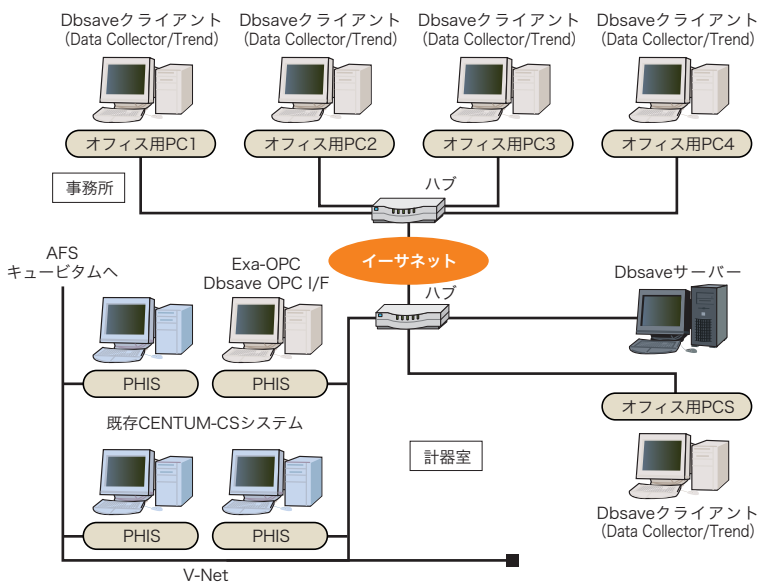 Dbsaveクライアント
(Data Collector/Trend)
Dbsaveクライアント
(Data Collector/Trend)
Dbsaveクライアント
(Data Collector/Trend)
Dbsaveクライアント
(Data Collector/Trend)
オフィス用PC1
オフィス用PC2
オフィス用PC3
オフィス用PC4
事務所
ハブ
イーサネット
AFS
キュービタムへ
Exa-OPC
Dbsave OPC I/F
ハブ
Dbsaveサーバー
PHIS
PHIS
オフィス用PCS
既存CENTUM-CSシステム
計器室
PHIS
PHIS
Dbsaveクライアント
(Data Collector/Trend)
V-Net